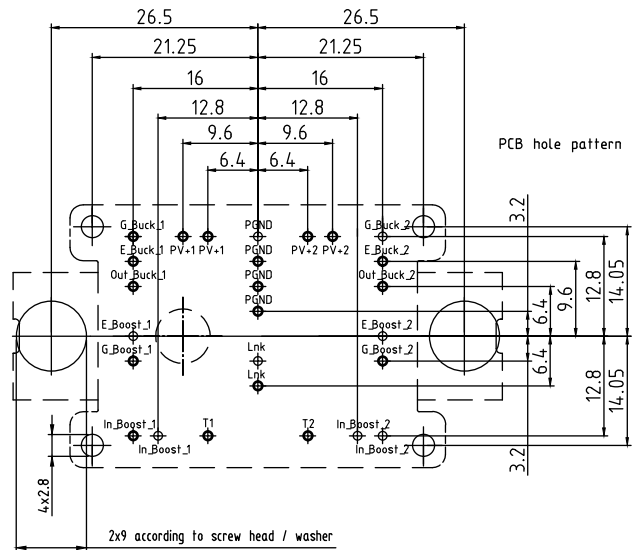 26.5 26.5
21.25 21.25
16 16
12.8 12.8
9.6 9.6
6.4 6.4
PCB hole pattern
3.2
G_Buck_1 PGND G_Buck_2
E_Buck_1 PV+1 PV+1 PGND PV+2 PV+2 E_Buck_2
Out_Buck_1 PGND Out_Buck_2
PGND
6.4 9.6 12.8 14.05
E_Boost_1 E_Boost_2
G_Boost_1 Lnk G_Boost_2
Lnk
6.4 12.8 14.05
In_Boost_1 T1 T2 In_Boost_2
In_Boost_1 In_Boost_2
3.2
4x2.8
2x9 according to screw head / washer